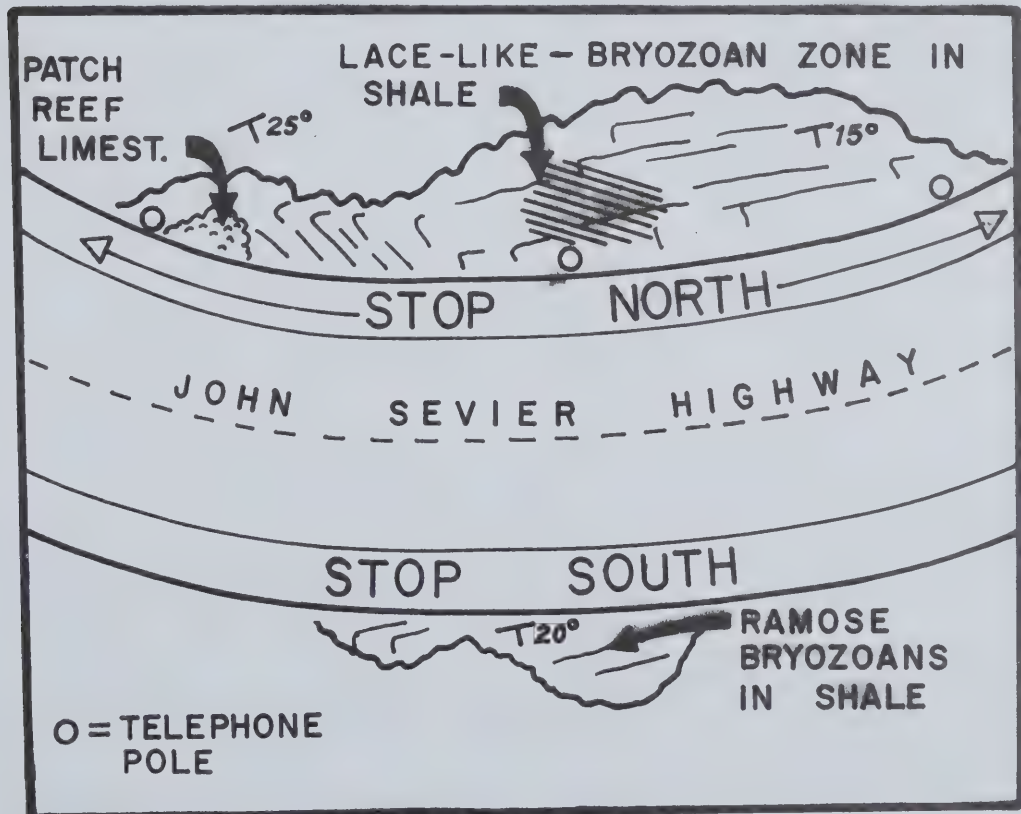 PATCH
REEF
LIMEST.
LACE-LIKE – BRYOZOAN ZONE IN
SHALE
25°
15°
STOP NORTH
JOHN SEVIER HIGHWAY
STOP SOUTH
20°
RAMOSE
BRYOZOANS
IN SHALE
O = TELEPHONE
POLE